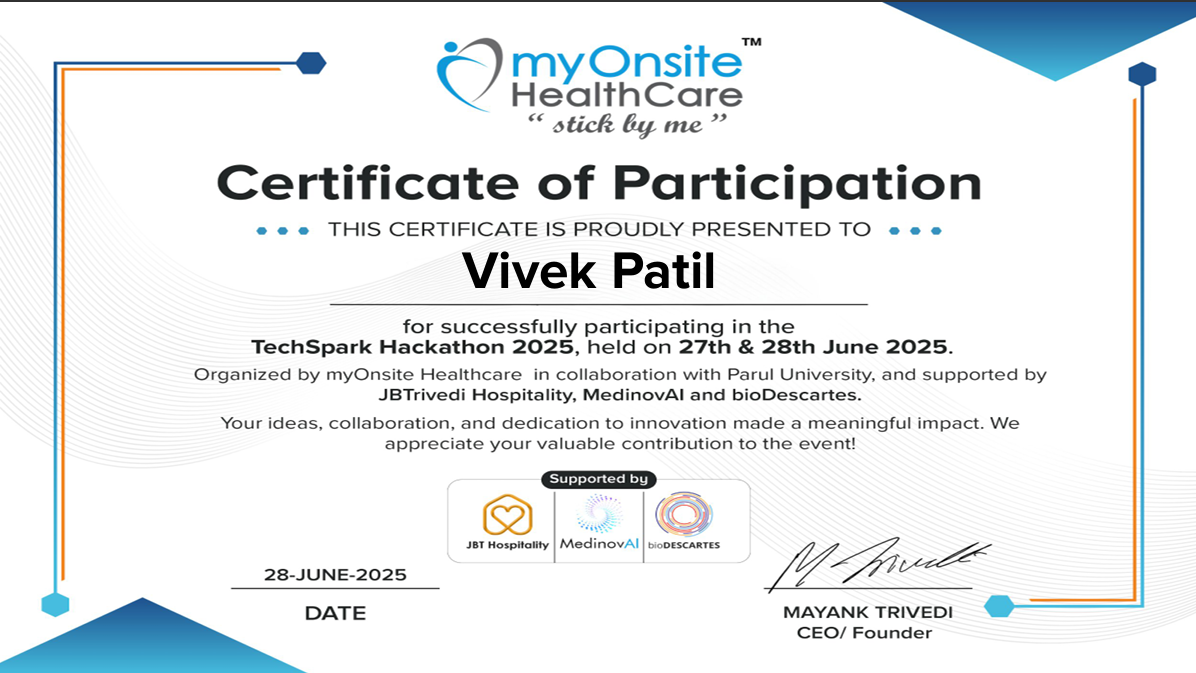 myOnsite™
HealthCare
“ stick by me ”
Certificate of Participation
THIS CERTIFICATE IS PROUDLY PRESENTED TO
Vivek Patil
for successfully participating in the
TechSpark Hackathon 2025, held on 27th & 28th June 2025.
Organized by myOnsite Healthcare in collaboration with Parul University, and supported by
JBTrivedi Hospitality, MedinovAI and bioDescartes.
Your ideas, collaboration, and dedication to innovation made a meaningful impact. We
appreciate your valuable contribution to the event!
Supported by
JBT Hospitality MedinovAI bioDESCARTES
28-JUNE-2025
DATE
M Trivedi
MAYANK TRIVEDI
CEO/ Founder